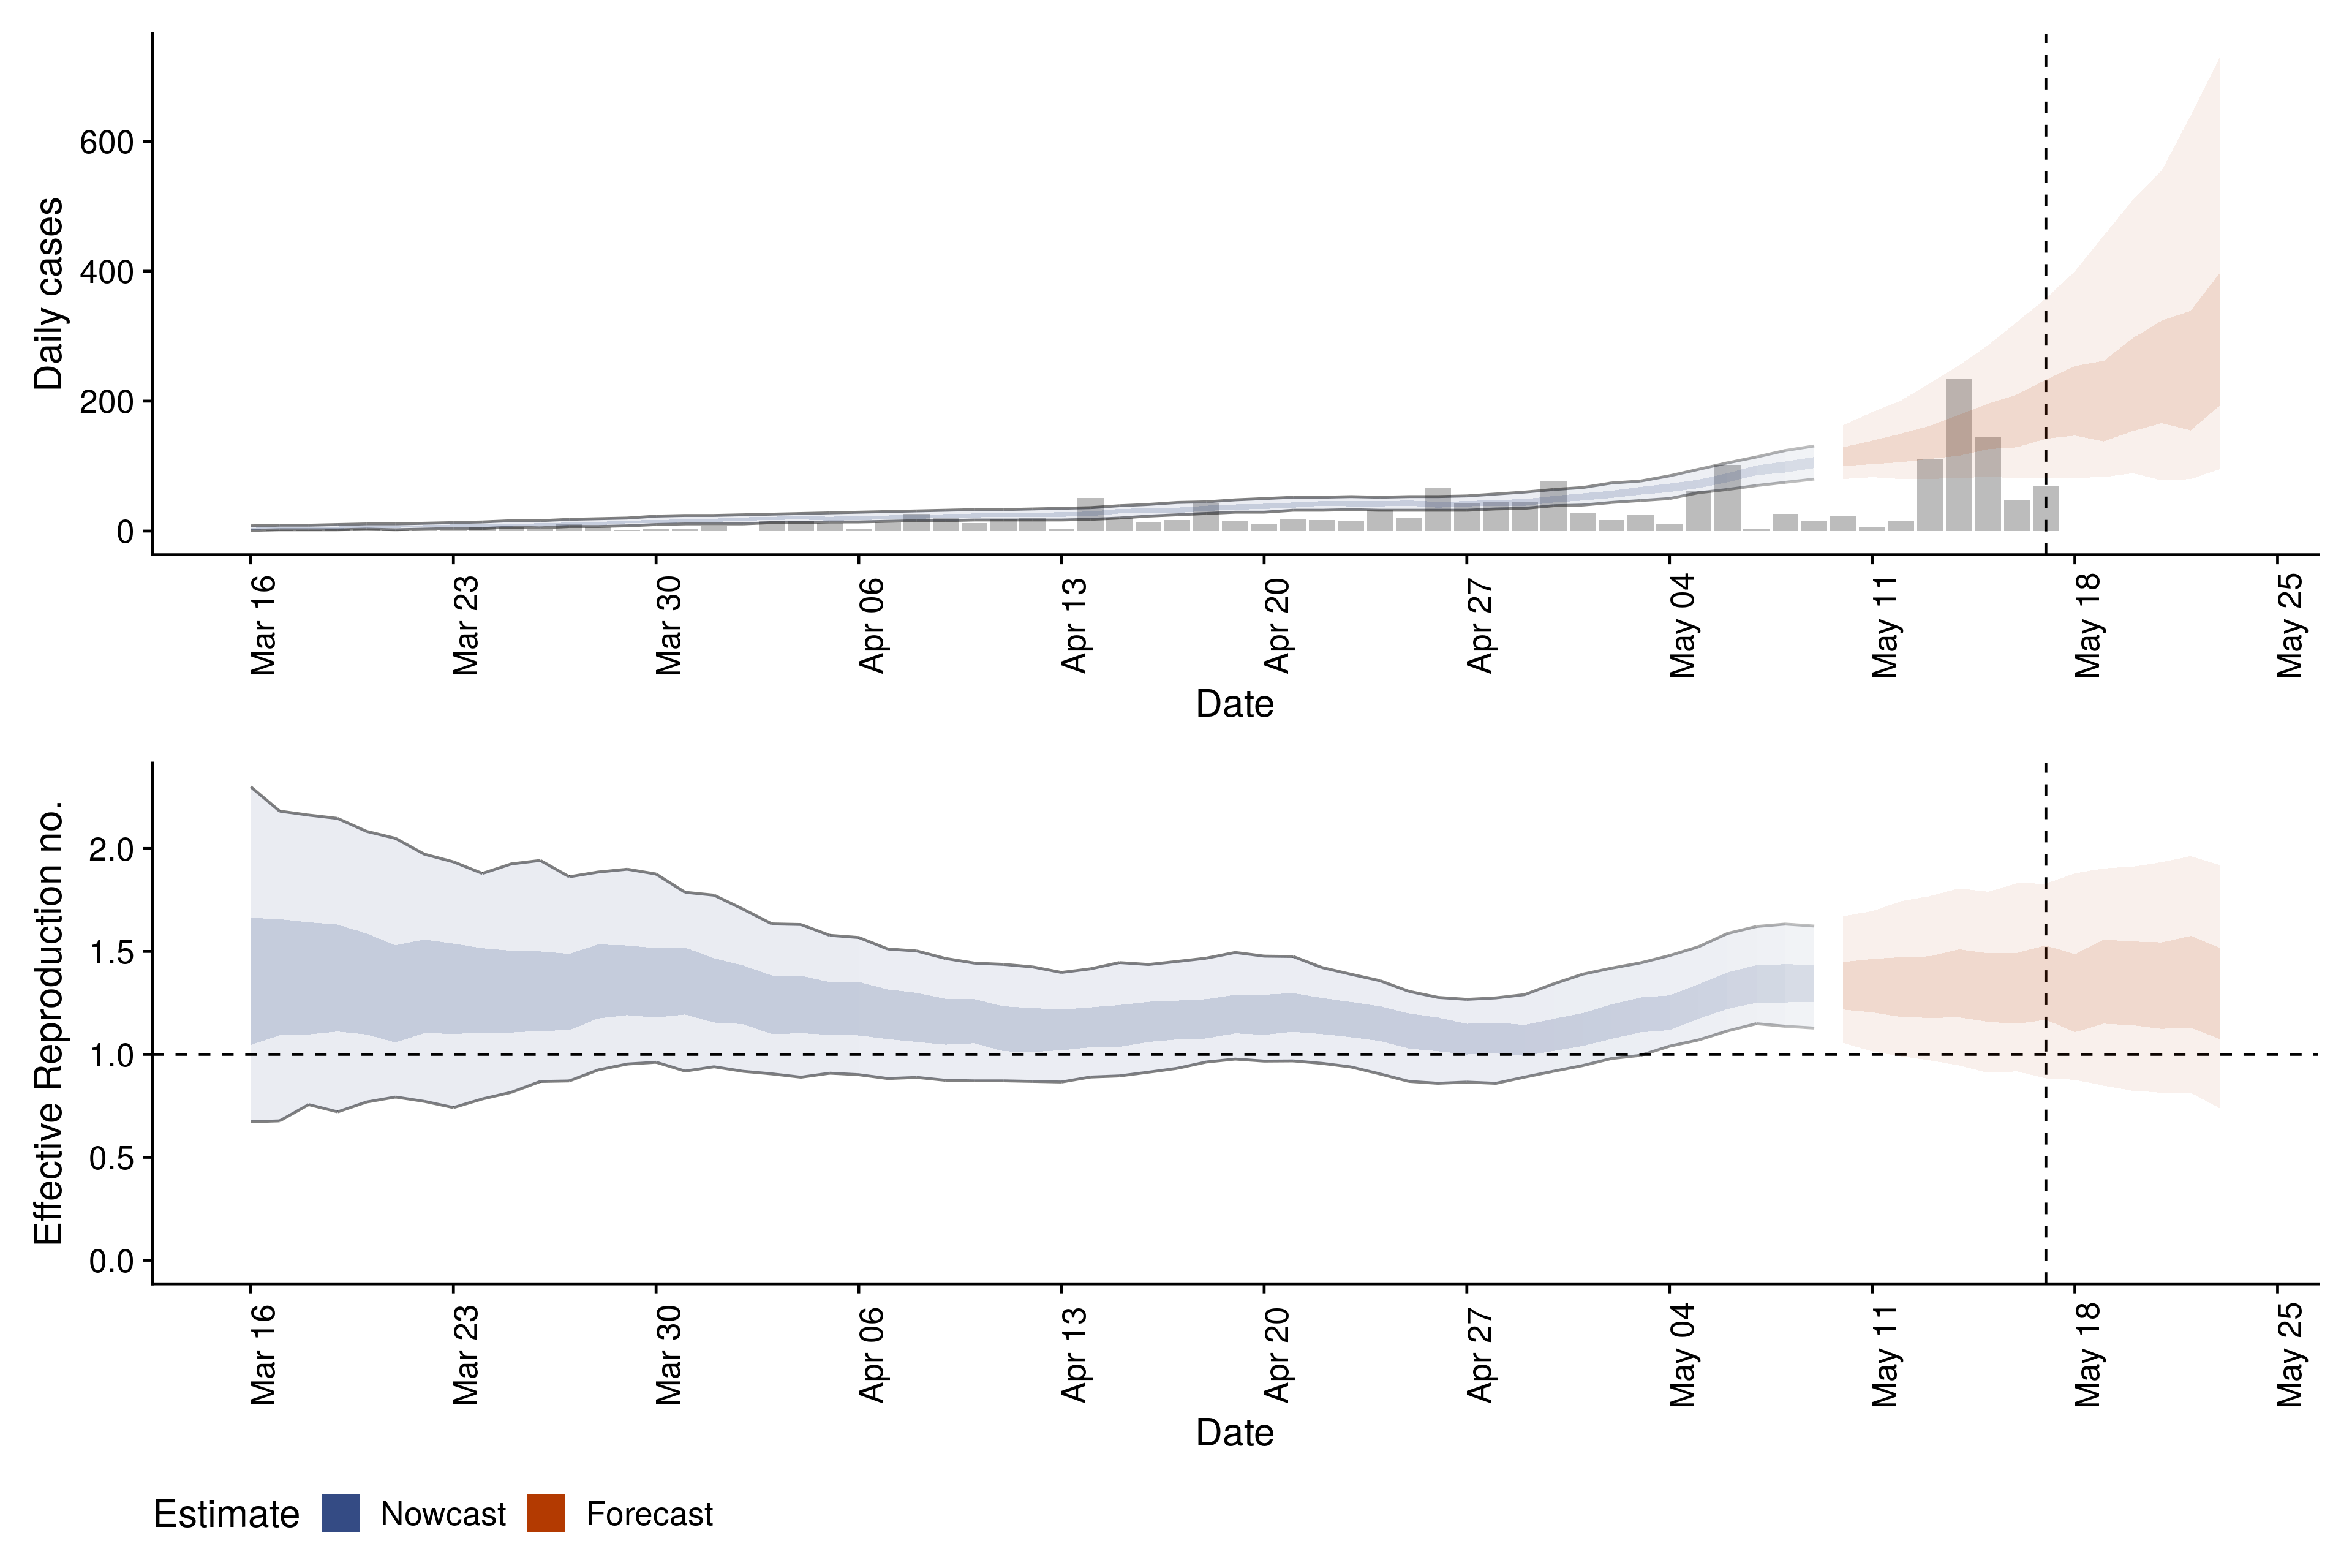 Daily cases
600
400
200
0
Mar 16
Mar 23
Mar 30
Apr 06
Apr 13
Apr 20
Apr 27
May 04
May 11
May 18
May 25
Date
Effective Reproduction no.
2.0
1.5
1.0
0.5
0.0
Mar 16
Mar 23
Mar 30
Apr 06
Apr 13
Apr 20
Apr 27
May 04
May 11
May 18
May 25
Date
Estimate Nowcast Forecast